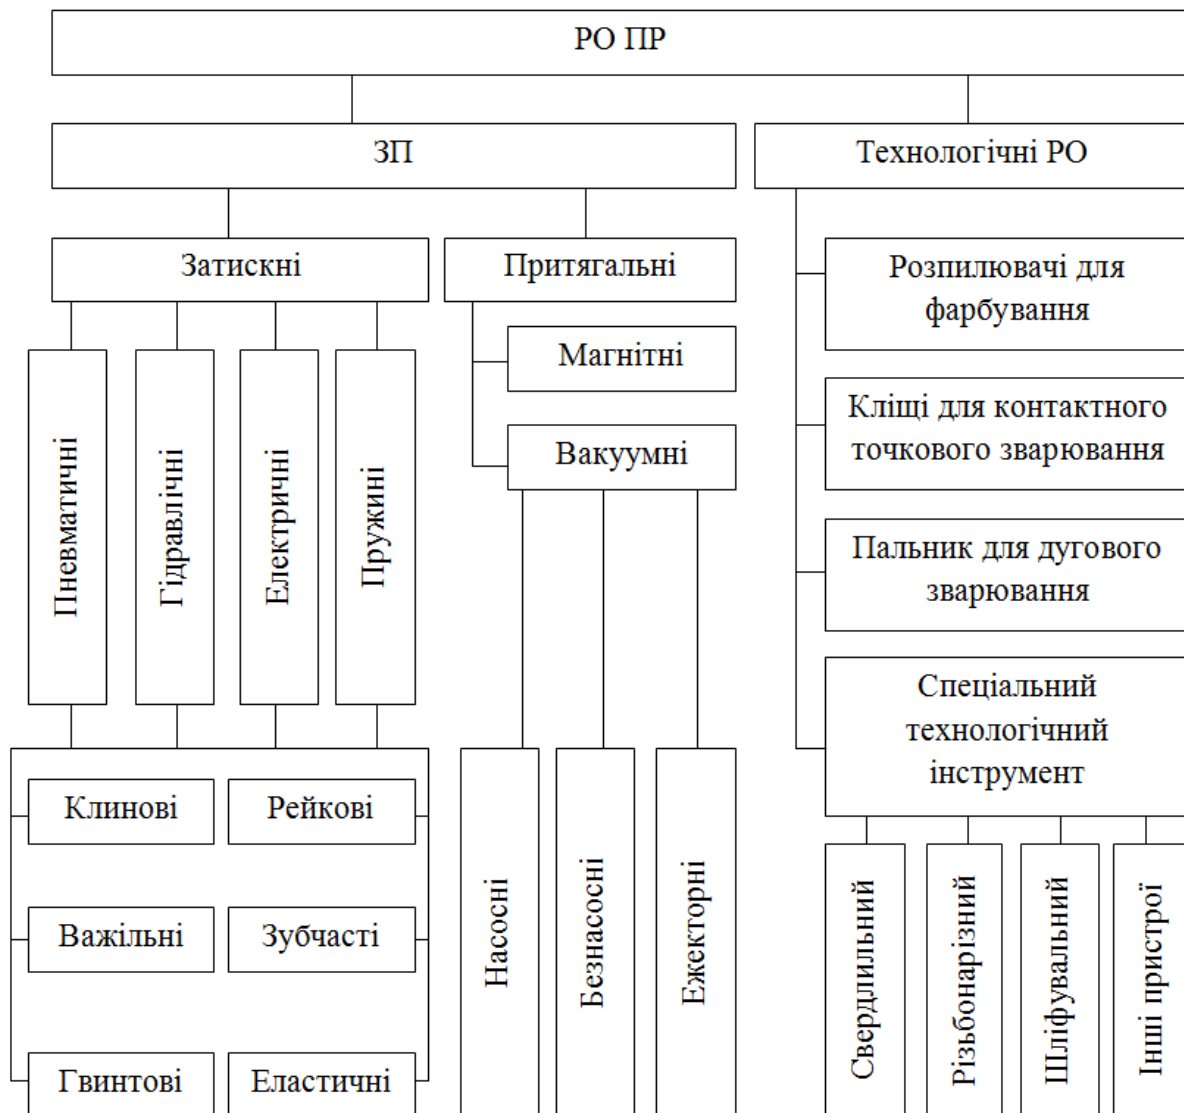 РО ПР
ЗП
Технологічні РО
Затискні
Притягальні
Розпилювачі для
фарбування
Магнітні
Кліщі для контактного
точкового зварювання
Вакуумні
Пневматичні
Гідравлічні
Електричні
Пружині
Пальник для дугового
зварювання
Спеціальний
технологічний
інструмент
Клинові
Рейкові
Важільні
Зубчасті
Гвинтові
Еластичні
Насосні
Безнасосні
Ежекторні
Свердлильний
Різьбонарізний
Шліфувальний
Інші пристрої